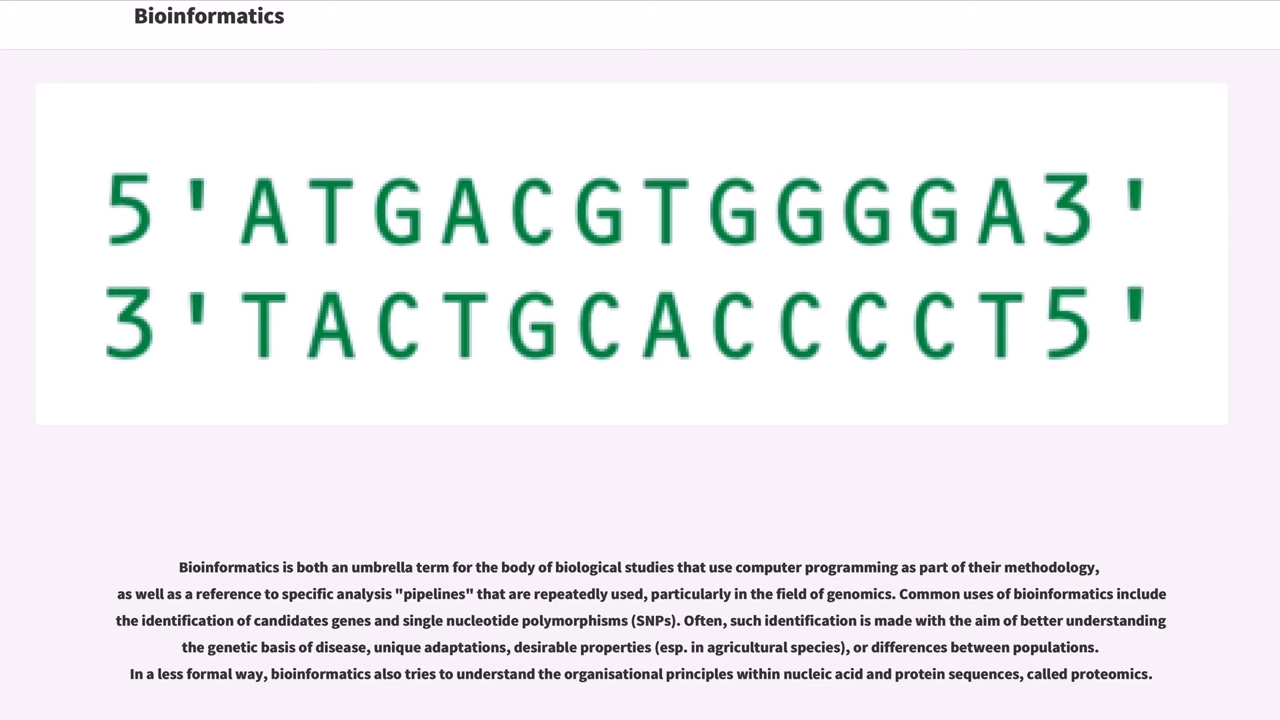 Bioinformatics
5'ATGACGTGGGGA3'
3'TACTGCACCCCT5'
Bioinformatics is both an umbrella term for the body of biological studies that use computer programming as part of their methodology,
as well as a reference to specific analysis "pipelines" that are repeatedly used, particularly in the field of genomics. Common uses of bioinformatics include
the identification of candidates genes and single nucleotide polymorphisms (SNPs). Often, such identification is made with the aim of better understanding
the genetic basis of disease, unique adaptations, desirable properties (esp. in agricultural species), or differences between populations.
In a less formal way, bioinformatics also tries to understand the organisational principles within nucleic acid and protein sequences, called proteomics.